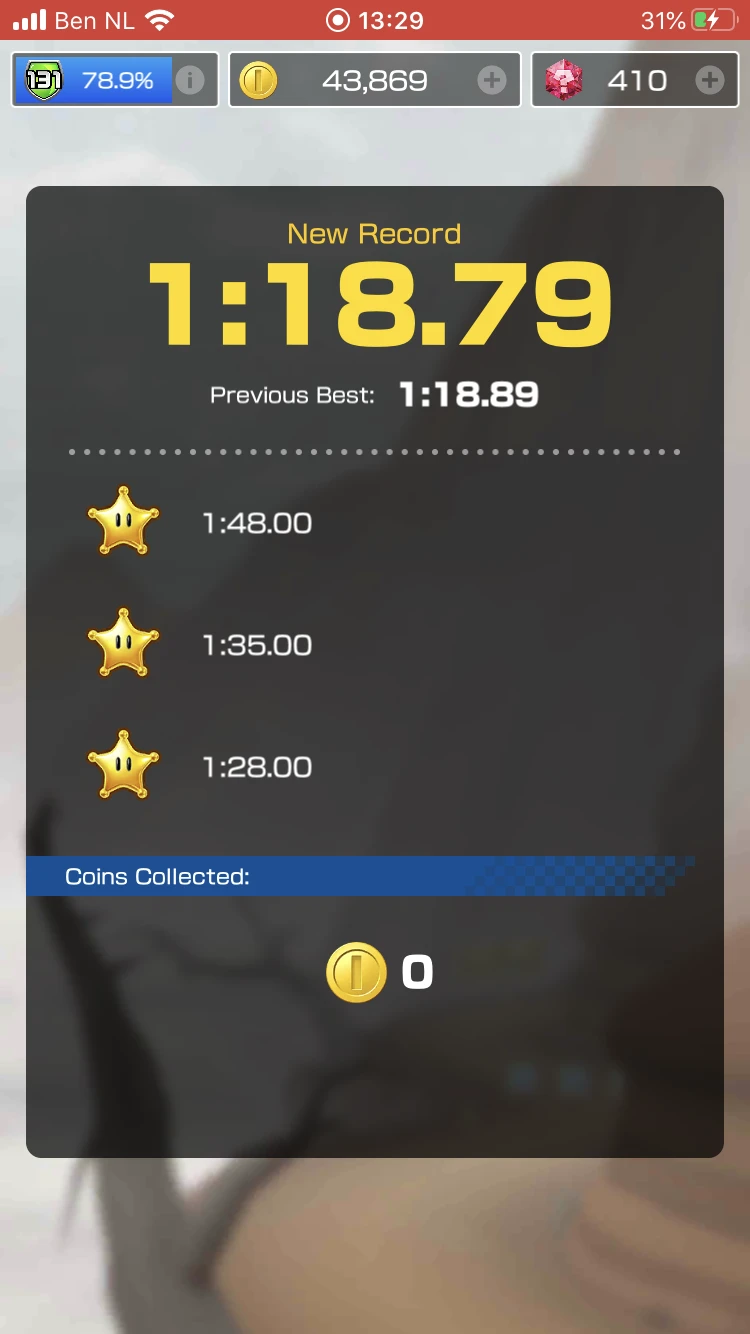 Ben NL 13:29 31%
131 78.9% i 43,869 + 410 +
New Record
1:18.79
Previous Best: 1:18.89
1:48.00
1:35.00
1:28.00
Coins Collected:
0